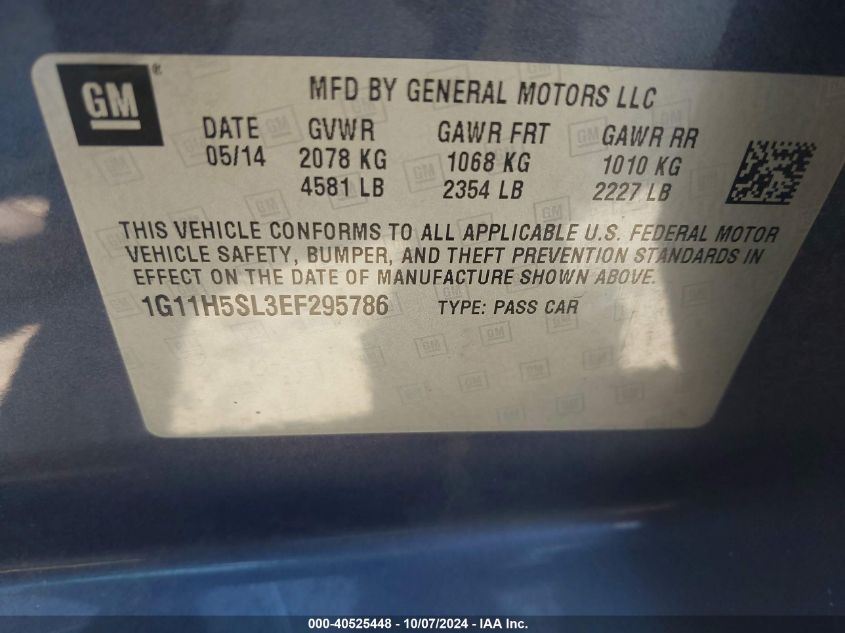 GM®
MFD BY GENERAL MOTORS LLC
DATE GVWR GAWR FRT GAWR RR
05/14 2078 KG 1068 KG 1010 KG
4581 LB 2354 LB 2227 LB
THIS VEHICLE CONFORMS TO ALL APPLICABLE U.S. FEDERAL MOTOR
VEHICLE SAFETY, BUMPER, AND THEFT PREVENTION STANDARDS IN
EFFECT ON THE DATE OF MANUFACTURE SHOWN ABOVE.
1G11H5SL3EF295786 TYPE: PASS CAR
000-40525448 - 10/07/2024 - IAA Inc.